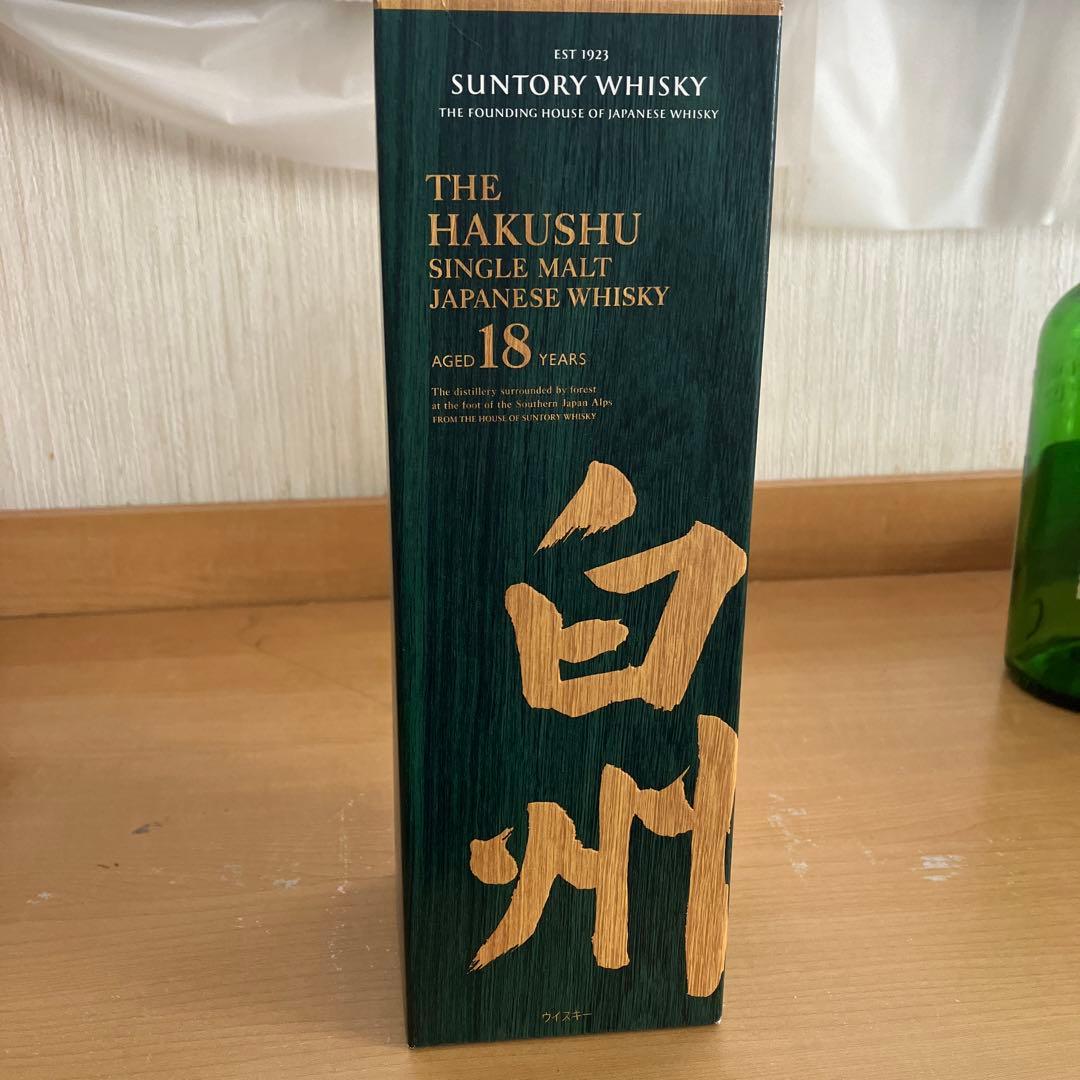 EST 1923
SUNTORY WHISKY
THE FOUNDING HOUSE OF JAPANESE WHISKY
THE
HAKUSHU
SINGLE MALT
JAPANESE WHISKY
AGED 18 YEARS
The distillery surrounded by forest
at the foot of the Southern Japan Alps
FROM THE HOUSE OF SUNTORY WHISKY
白州
ウイスキー